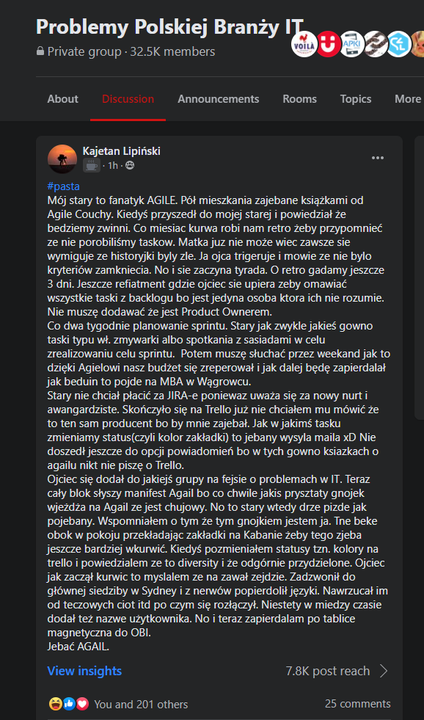 Problemy Polskiej Branży IT
Private group · 32.5K members
VOILÀ
About Discussion Announcements Rooms Topics More
Kajetan Lipiński
· 1h ·
#pasta
Mój stary to fanatyk AGILE. Pół mieszkania zajebane książkami od
Agile Couchy. Kiedyś przyszedł do mojej starej i powiedział że
bedziemy zwinni. Co miesiac kurwa robi nam retro żeby przypomnieć
ze nie porobiliśmy taskow. Matka juz nie może wiec zawsze sie
wymiguje ze historyjki byly zle. Ja ojca trigeruje i mowie ze nie bylo
kryteriów zamkniecia. No i sie zaczyna tyrada. O retro gadamy jeszcze
3 dni. Jeszcze refiatment gdzie ojciec sie upiera zeby omawiać
wszystkie taski z backlogu bo jest jedyna osoba ktora ich nie rozumie.
Nie muszę dodawać że jest Product Ownerem.
Co dwa tygodnie planowanie sprintu. Stary jak zwykle jakieś gowno
taski typu wł. zmywarki albo spotkania z sasiadami w celu
zrealizowaniu celu sprintu. Potem muszę słuchać przez weekand jak to
dzięki Agielowi nasz budżet się zreperował i jak dalej będę zapierdalał
jak beduin to pojde na MBA w Wągrowcu.
Stary nie chciał płacić za JIRA-e poniewaz uważa się za nowy nurt i
awangardziste. Skończyło się na Trello już nie chciałem mu mówić że
to ten sam producent bo by mnie zajebał. Jak w jakimś tasku
zmieniamy status(czyli kolor zakładki) to jebany wysyla maila xD Nie
doszedł jeszcze do opcji powiadomień bo w tych gowno ksiazkach o
agailu nikt nie piszę o Trello.
Ojciec się dodał do jakiejś grupy na fejsie o problemach w IT. Teraz
cały blok słyszy manifest Agail bo co chwile jakis prysztaty gnojek
wjeżdża na Agail ze jest chujowy. No to stary wtedy drze pizde jak
pojebany. Wspomniałem o tym że tym gnojkiem jestem ja. Tne beke
obok w pokoju przekładając zakładki na Kabanie żeby tego zjeba
jeszcze bardziej wkurwić. Kiedyś pozmieniałem statusy tzn. kolory na
trello i powiedzialem ze to diversity i że odgórnie przydzielone. Ojciec
jak zaczął kurwic to myslalem ze na zawał zejdzie. Zadzwonił do
głównej siedziby w Sydney i z nerwów popierdolił języki. Nawrzucał im
od teczowych ciot itd po czym się rozłączył. Niestety w miedzy czasie
dodał też nazwe użytkownika. No i teraz zapierdalam po tablice
magnetyczna do OBI.
Jebać AGAIL.
View insights 7.8K post reach
You and 201 others 25 comments